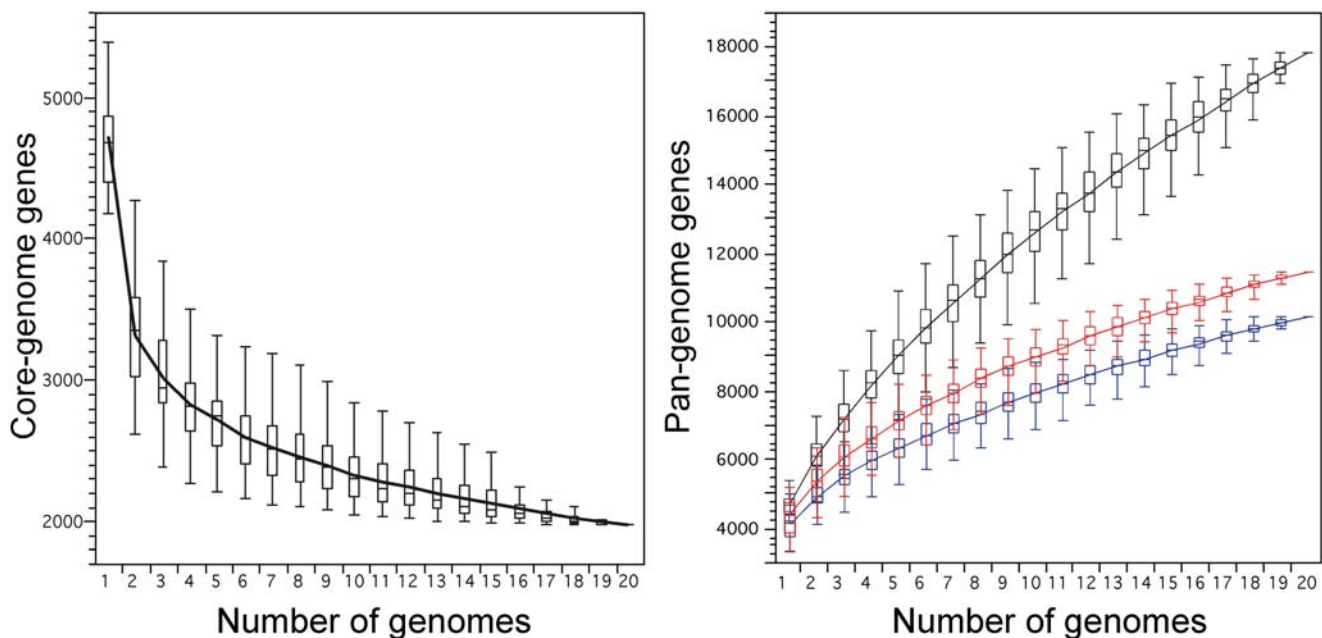 Core-genome genes
5000
4000
3000
2000
1 2 3 4 5 6 7 8 9 10 11 12 13 14 15 16 17 18 19 20
Number of genomes
Pan-genome genes
18000
16000
14000
12000
10000
8000
6000
4000
1 2 3 4 5 6 7 8 9 10 11 12 13 14 15 16 17 18 19 20
Number of genomes